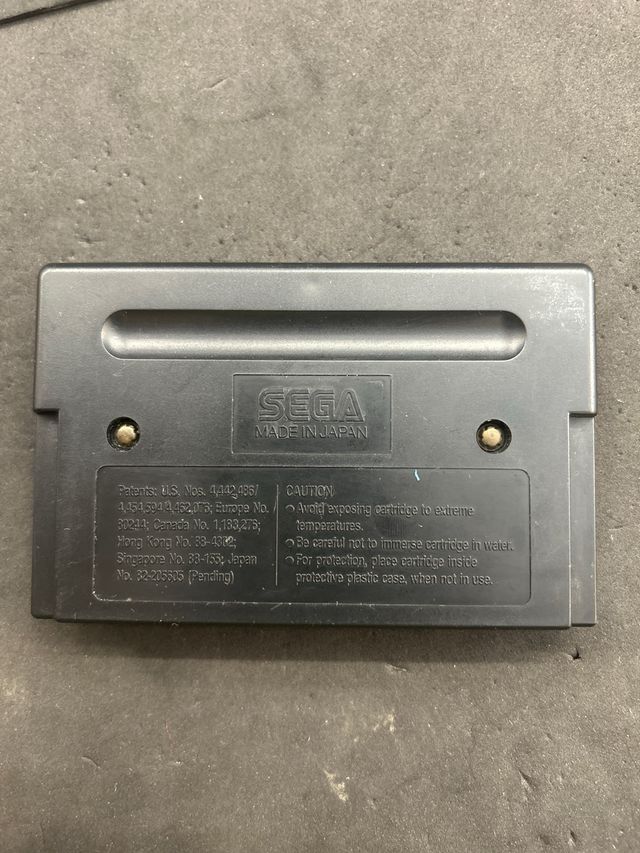 SEGA
MADE IN JAPAN
Patents: U.S. Nos. 4,442,486/
4,454,594/4,462,076; Europe No.
80244; Canada No. 1,183,276;
Hong Kong No. 88-4302;
Singapore No. 88-155; Japan
No. 82-205605 (Pending)
CAUTION
Avoid exposing cartridge to extreme
temperatures.
Be careful not to immerse cartridge in water.
For protection, place cartridge inside
protective plastic case, when not in use.